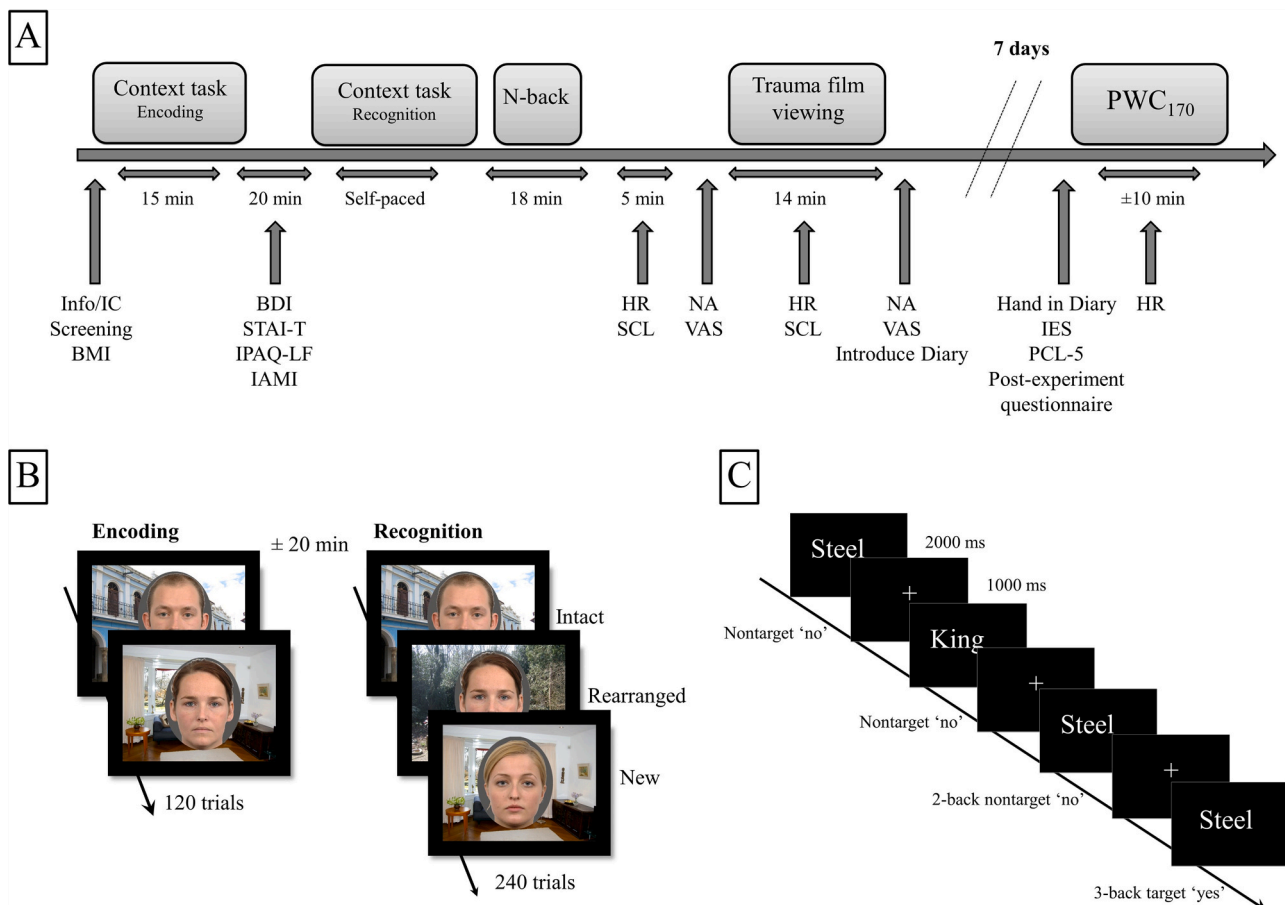 A
7 days
Context task
Encoding
Context task
Recognition
N-back
Trauma film
viewing
PWC170
15 min
20 min
Self-paced
18 min
5 min
14 min
±10 min
Info/IC
Screening
BMI
BDI
STAI-T
IPAQ-LF
IAMI
HR
SCL
NA
VAS
HR
SCL
NA
VAS
Introduce Diary
Hand in Diary
IES
PCL-5
Post-experiment
questionnaire
HR
B
Encoding
± 20 min
Recognition
Intact
Rearranged
New
120 trials
240 trials
C
Steel
2000 ms
+
1000 ms
Nontarget ‘no’
King
+
Nontarget ‘no’
Steel
+
2-back nontarget ‘no’
Steel
3-back target ‘yes’